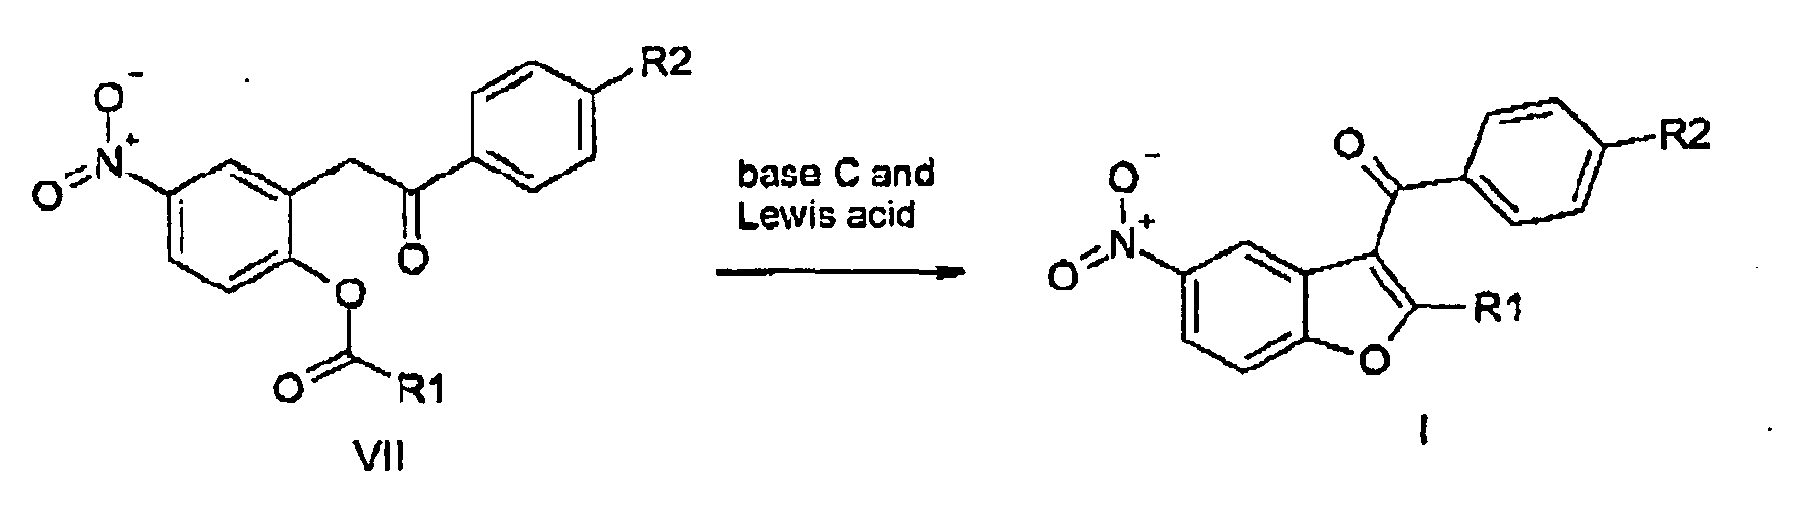 O⁻
N⁺
O
R2
O
O
O
R1
VII
base C and
Lewis acid
O⁻
N⁺
O
O
R2
R1
O
I